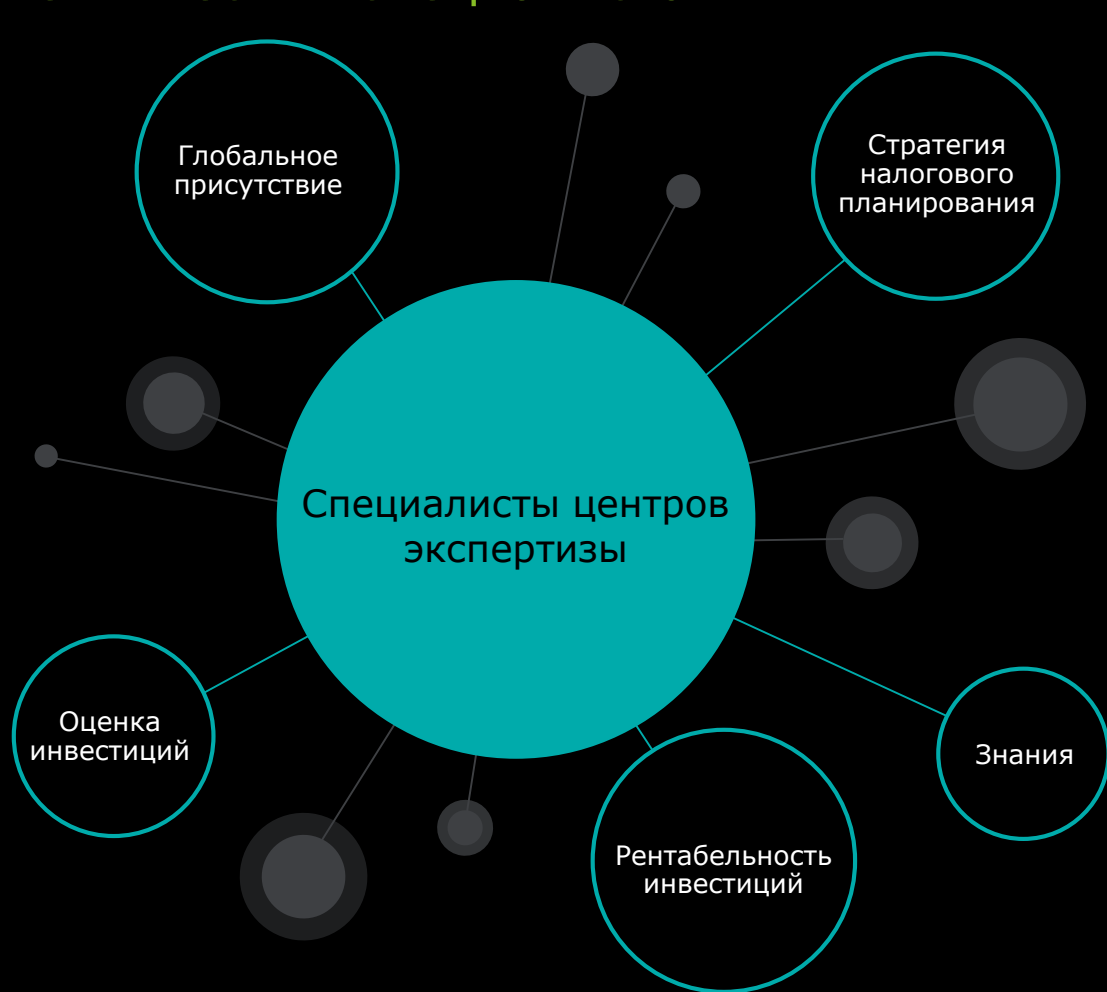 Глобальное
присутствие
Стратегия
налогового
планирования
Специалисты центров
экспертизы
Оценка
инвестиций
Знания
Рентабельность
инвестиций